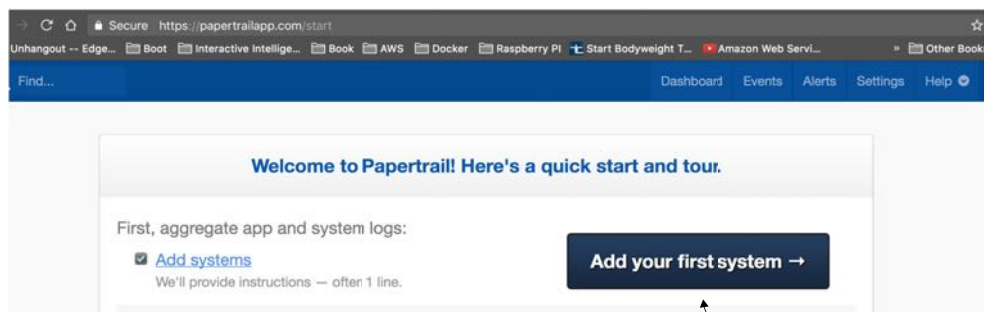 Secure https://papertrailapp.com/start
Unhangout -- Edge... Boot Interactive Intellige... Book AWS Docker Raspberry PI Start Bodyweight T... Amazon Web Servi... » Other Book
Find... Dashboard Events Alerts Settings Help
Welcome to Papertrail! Here's a quick start and tour.
First, aggregate app and system logs:
Add systems
Add your first system →
We'll provide instructions — often 1 line.